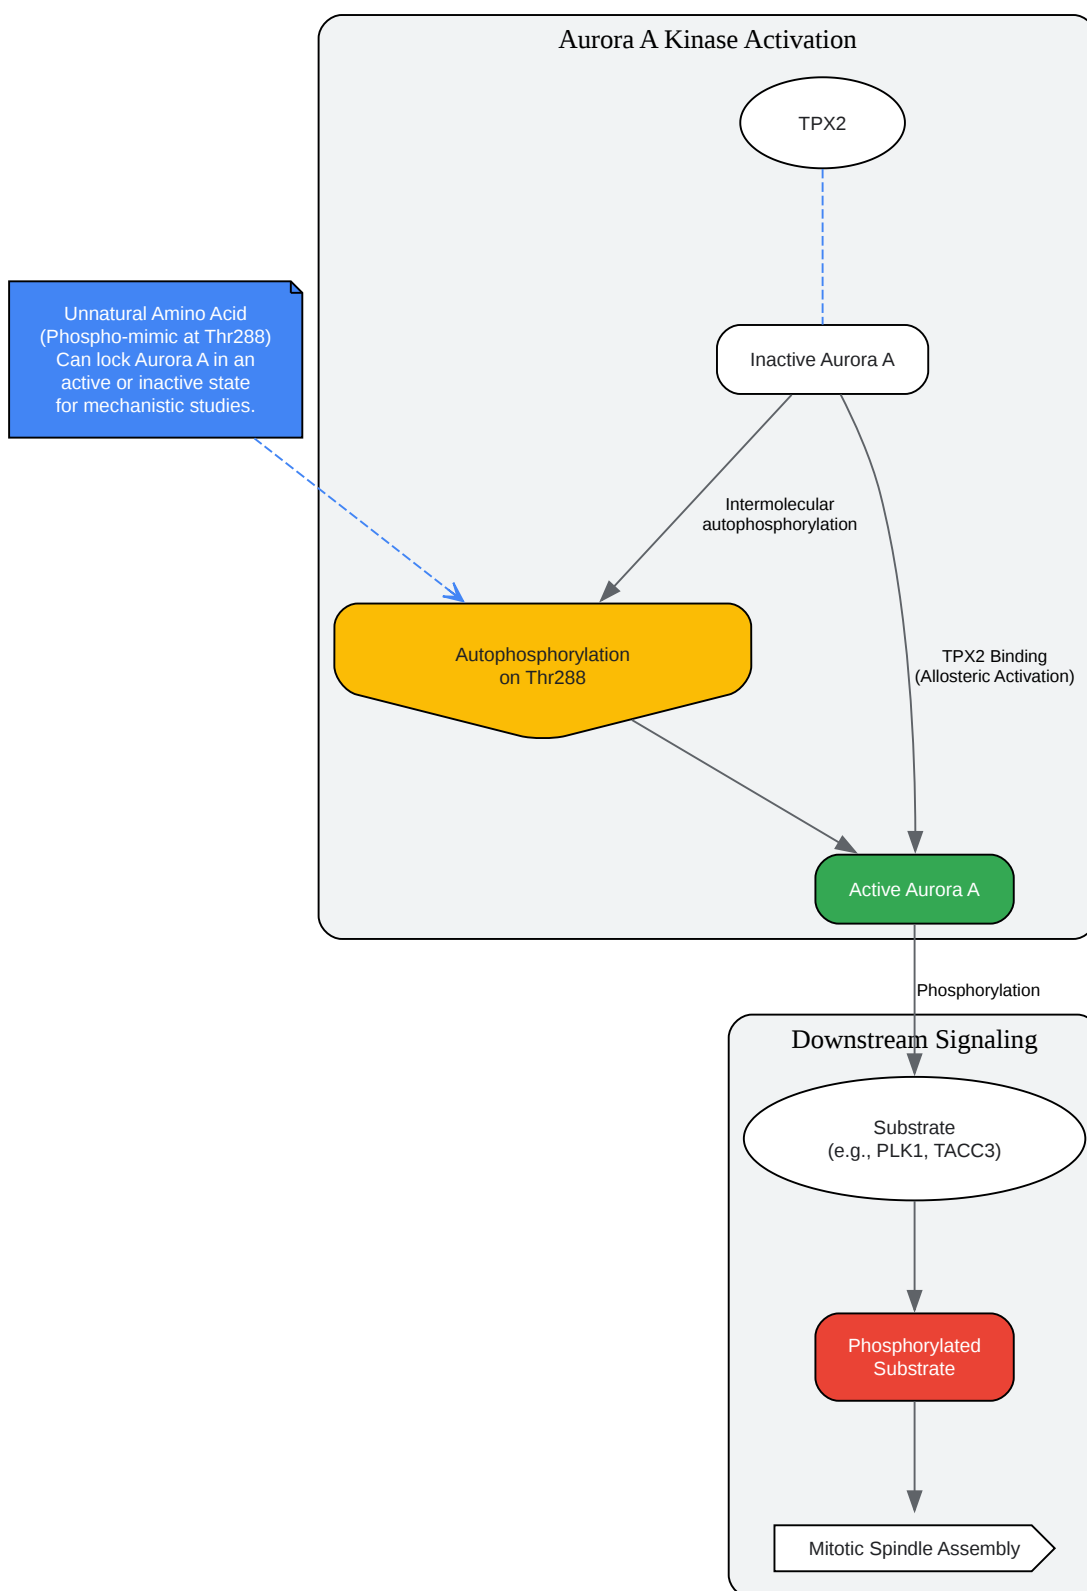 Aurora A Kinase Activation
TPX2
Unnatural Amino Acid
(Phospho-mimic at Thr288)
Can lock Aurora A in an
active or inactive state
for mechanistic studies.
Inactive Aurora A
Intermolecular
autophosphorylation
Autophosphorylation
on Thr288
TPX2 Binding
(Allosteric Activation)
Active Aurora A
Phosphorylation
Downstream Signaling
Substrate
(e.g., PLK1, TACC3)
Phosphorylated
Substrate
Mitotic Spindle Assembly